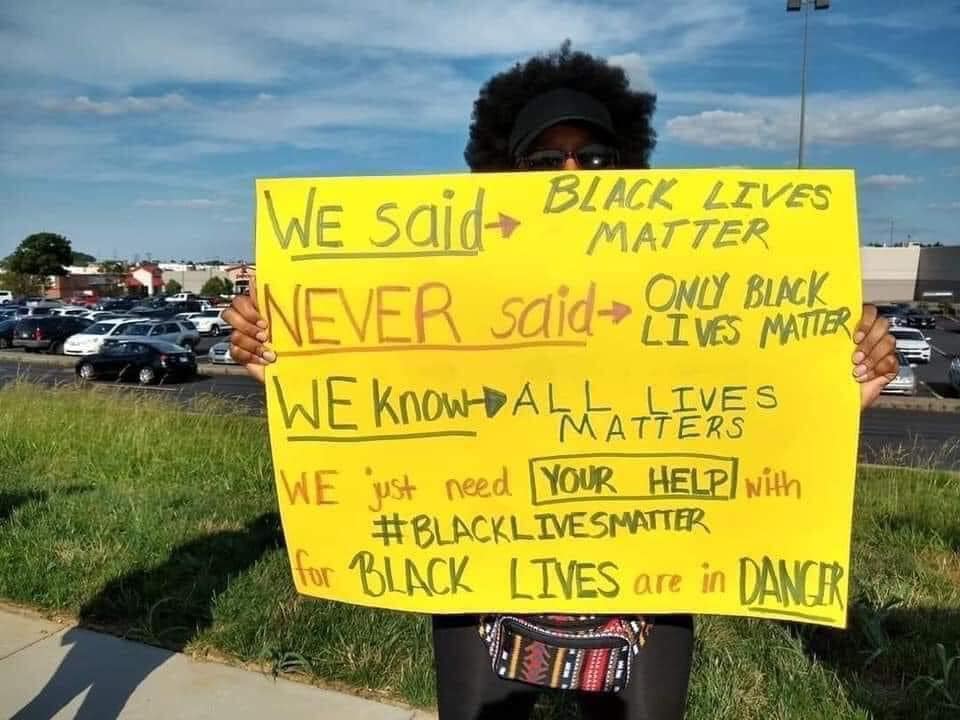 WE said → BLACK LIVES
MATTER
NEVER said → ONLY BLACK
LIVES MATTER
WE know → ALL LIVES
MATTERS
WE just need YOUR HELP with
#BLACKLIVESMATTER
for BLACK LIVES are in DANGER